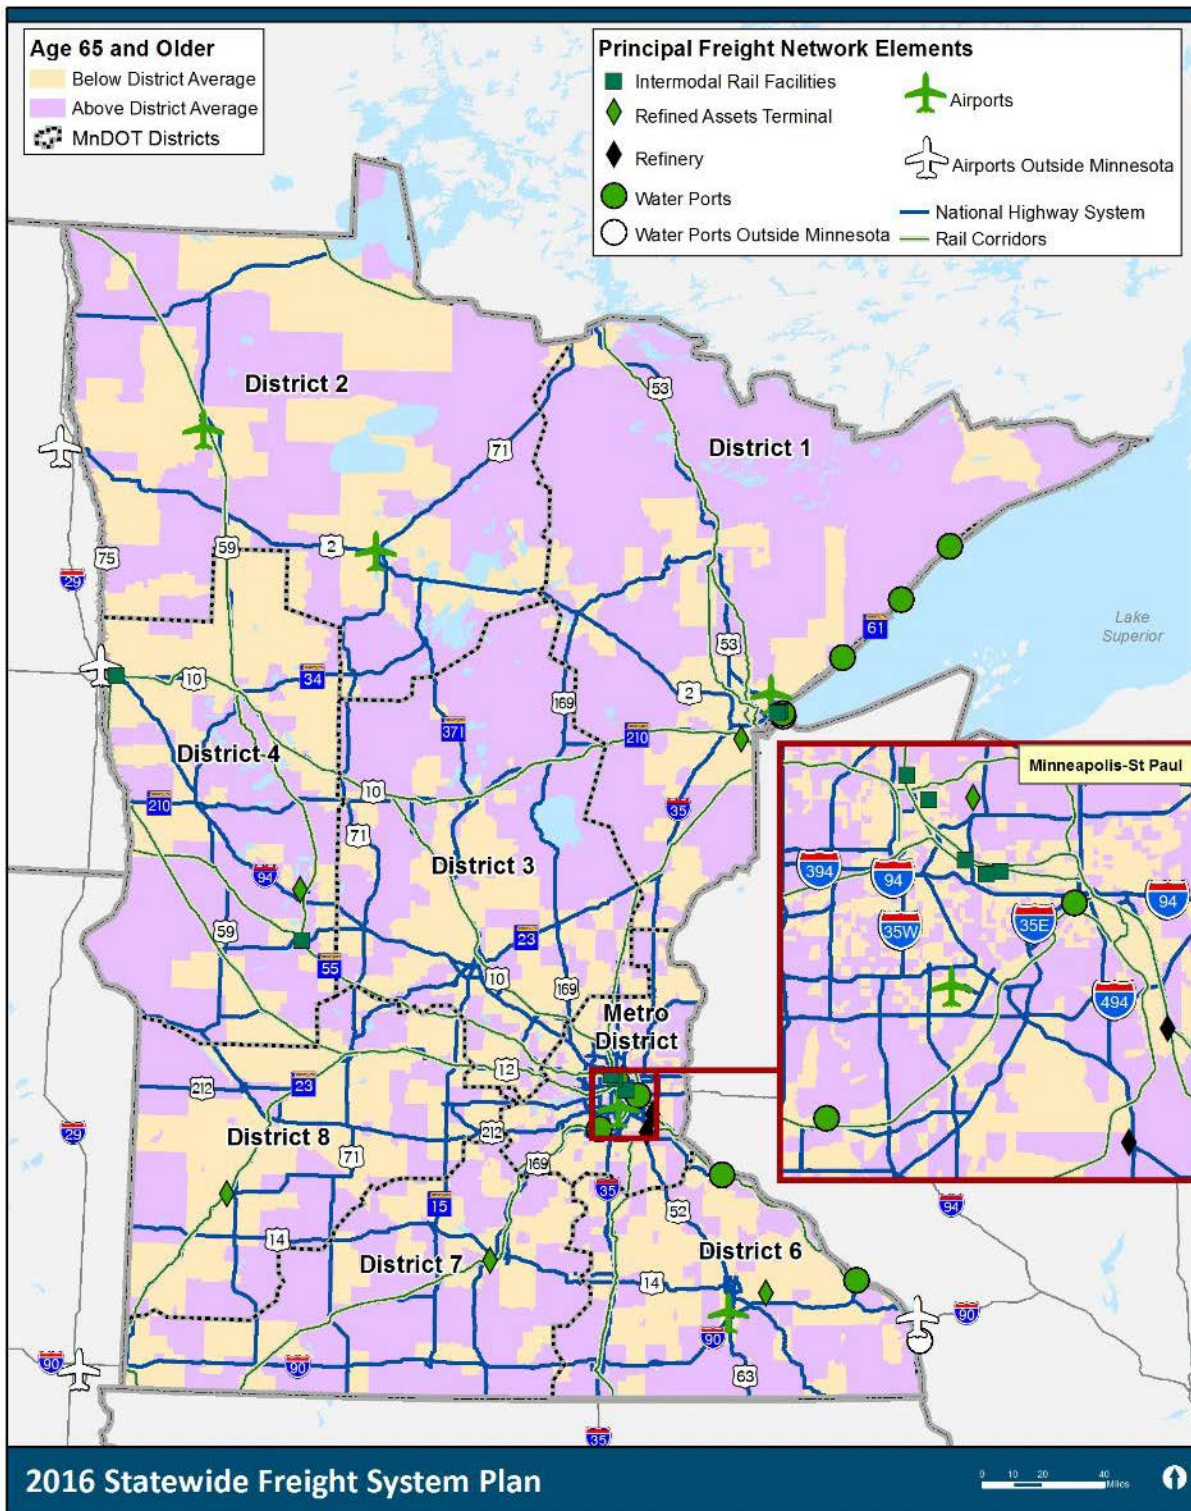 Age 65 and Older
Below District Average
Above District Average
MnDOT Districts
Principal Freight Network Elements
Intermodal Rail Facilities
Refined Assets Terminal
Refinery
Water Ports
Water Ports Outside Minnesota
Airports
Airports Outside Minnesota
National Highway System
Rail Corridors
District 2
53
District 1
71
75
59
2
29
61
Lake
Superior
53
10
34
2
169
371
210
District 4
Minneapolis-St Paul
210
10
35
71
394
94
District 3
94
94
59
35W
35E
23
55
10
169
494
Metro
District
12
212
23
29
District 8
212
71
169
35
15
52
94
14
District 7
District 6
14
90
90
90
90
63
35
2016 Statewide Freight System Plan
0 10 20 40
Miles